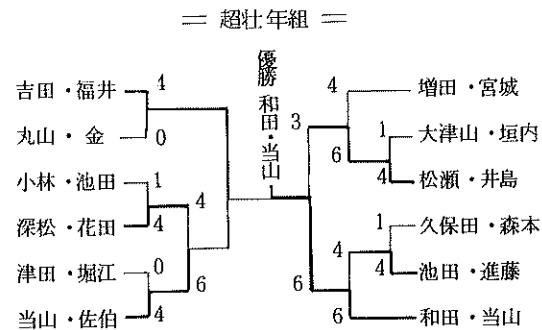 ＝ 超壮年組 ＝
優勝 和田・当山
吉田・福井 4
丸山・金 0
小林・池田 1
深松・花田 4
4
津田・堀江 0
当山・佐伯 4
6
1
3
4 増田・宮城
1 大津山・垣内
6
4 松瀬・井島
1 久保田・森本
4
4 池田・進藤
6
6 和田・当山